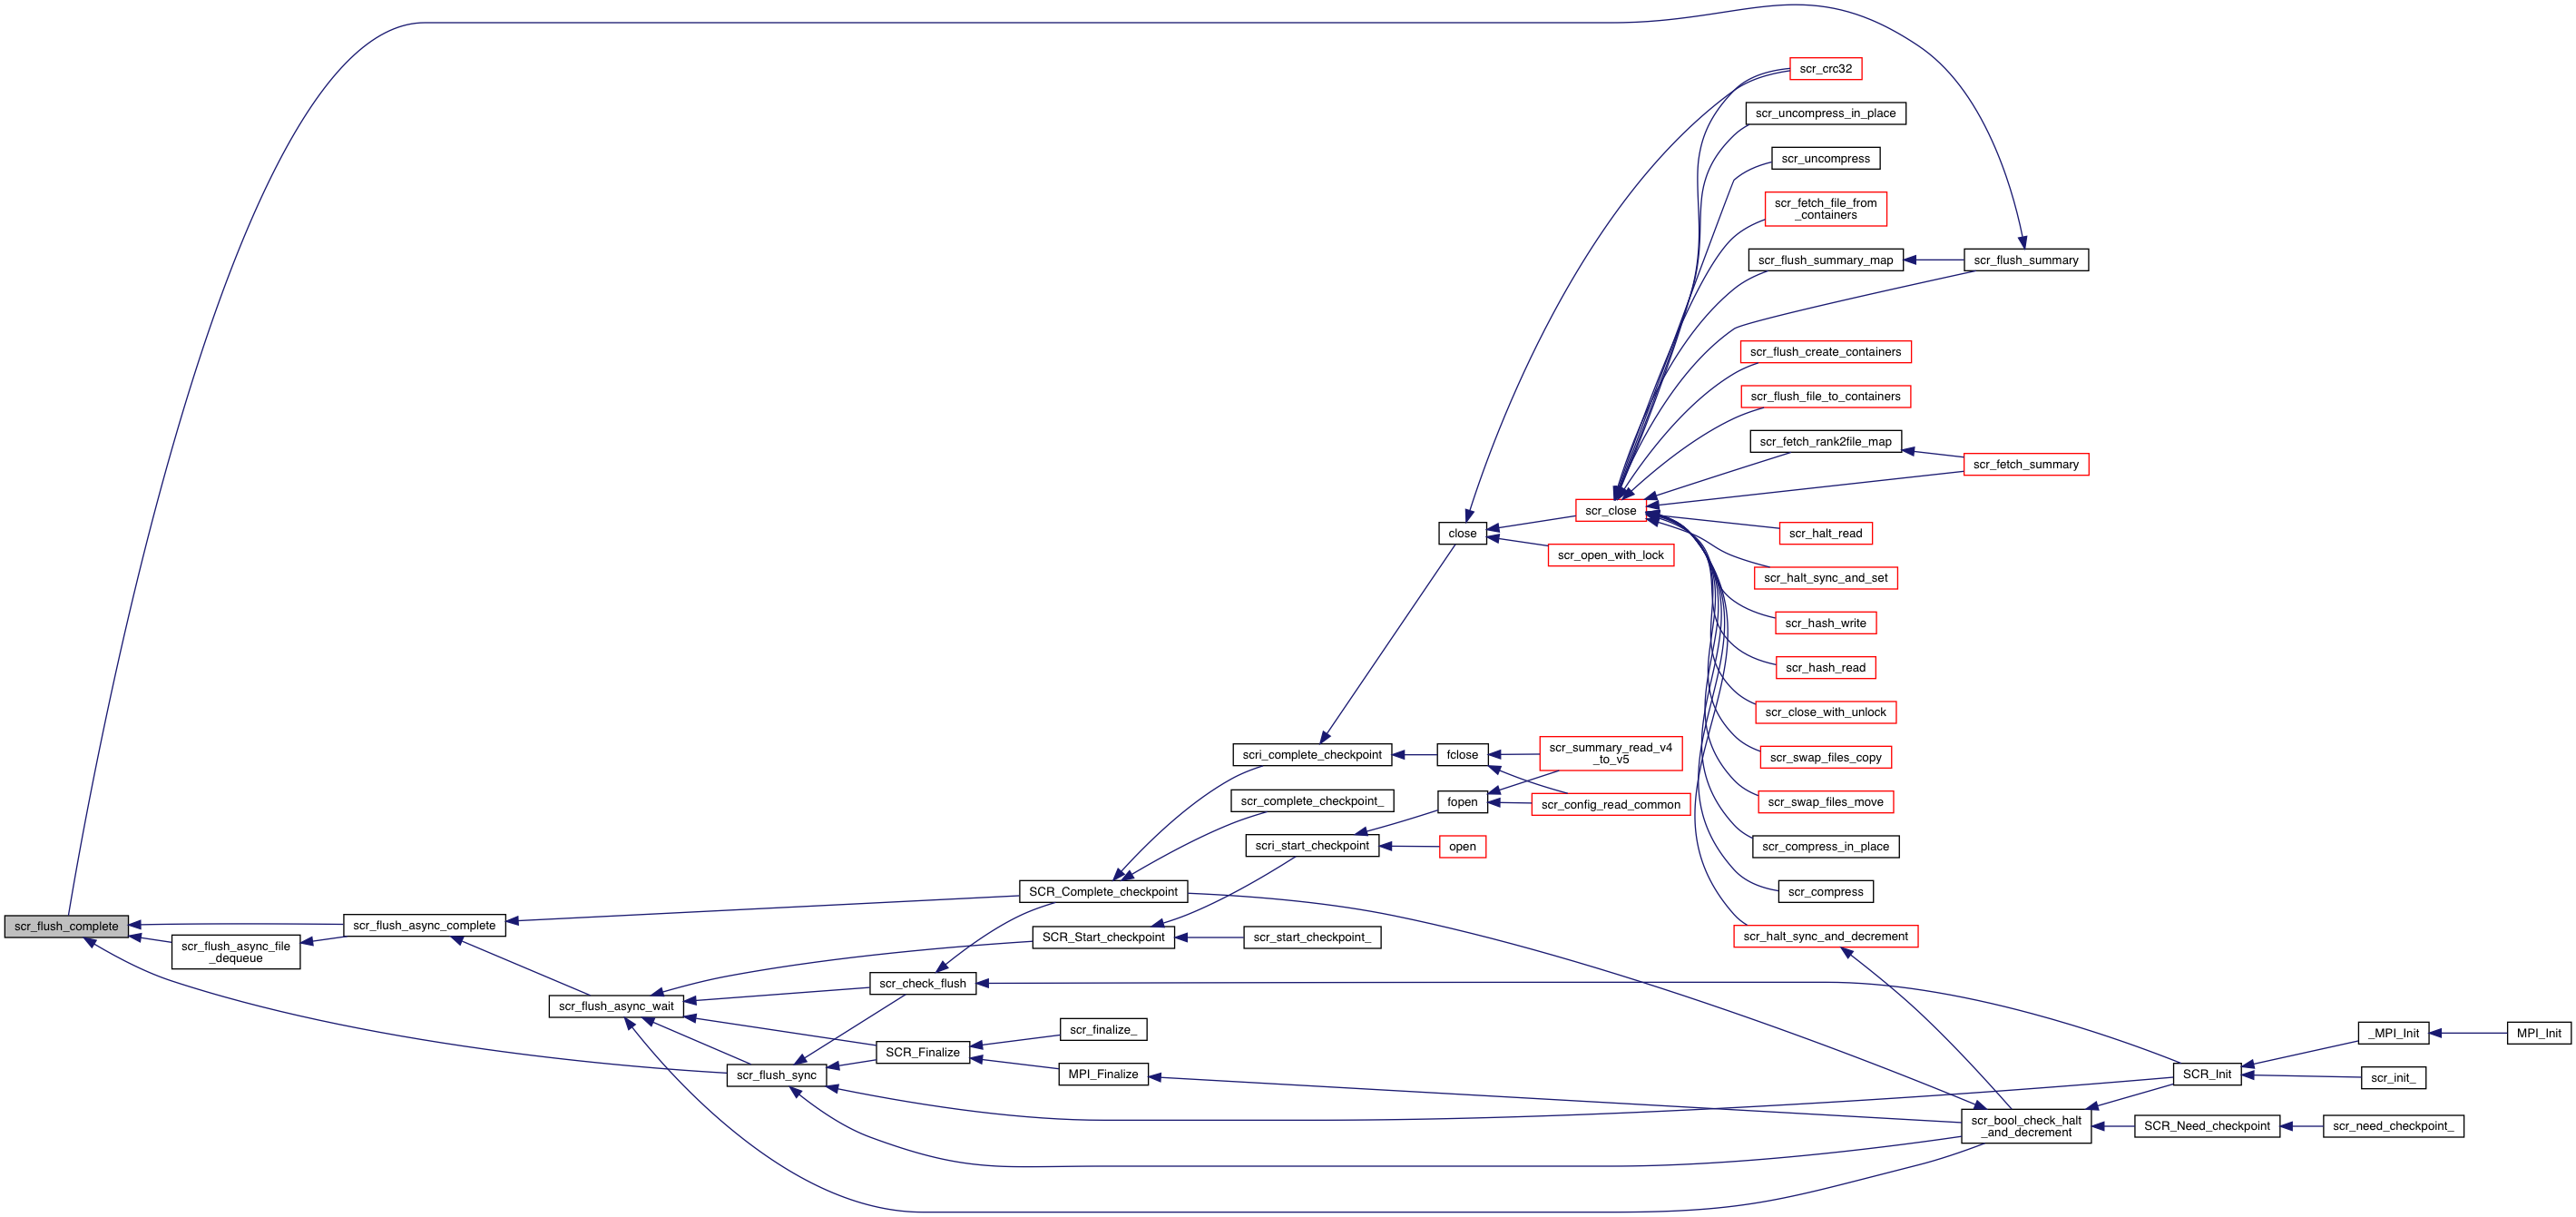 scr_crc32
scr_uncompress_in_place
scr_uncompress
scr_fetch_file_from
_containers
scr_flush_summary_map
scr_flush_summary
scr_flush_create_containers
scr_flush_file_to_containers
scr_fetch_rank2file_map
scr_fetch_summary
scr_close
close
scr_halt_read
scr_open_with_lock
scr_halt_sync_and_set
scr_hash_write
scr_hash_read
scr_close_with_unlock
scri_complete_checkpoint
fclose
scr_summary_read_v4
_to_v5
scr_swap_files_copy
scr_complete_checkpoint_
fopen
scr_config_read_common
scr_swap_files_move
scri_start_checkpoint
open
scr_compress_in_place
SCR_Complete_checkpoint
scr_compress
scr_flush_complete
scr_flush_async_complete
scr_flush_async_file
_dequeue
SCR_Start_checkpoint
scr_start_checkpoint_
scr_halt_sync_and_decrement
scr_check_flush
scr_flush_async_wait
scr_finalize_
_MPI_Init
MPI_Init
SCR_Finalize
scr_flush_sync
MPI_Finalize
SCR_Init
scr_init_
scr_bool_check_halt
_and_decrement
SCR_Need_checkpoint
scr_need_checkpoint_